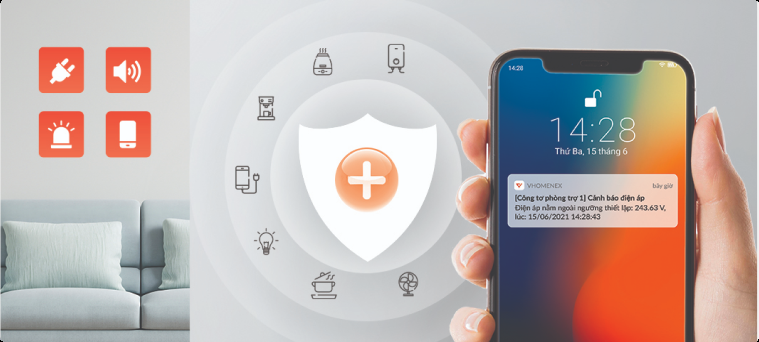 14:28
14:28
Thứ Ba, 15 tháng 6
VHOMENEX
bây giờ
[Công tơ phòng trợ 1] Cảnh báo điện áp
Điện áp nằm ngoài ngưỡng thiết lập: 243.63 V,
lúc: 15/06/2021 14:28:43